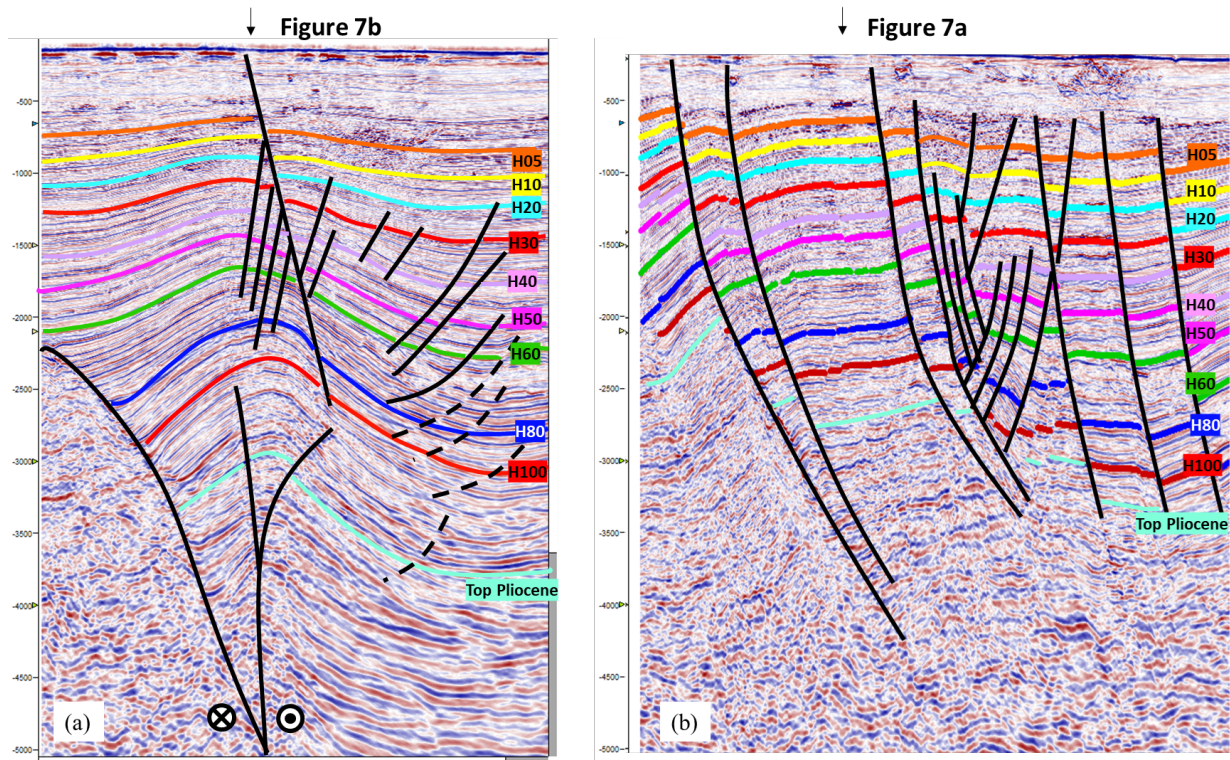 Figure 7b
-500
-1000
-1500
-2000
-2500
-3000
-3500
-4000
-4500
-5000
H05
H10
H20
H30
H40
H50
H60
H80
H100
Top Pliocene
(a)
Figure 7a
-500
-1000
-1500
-2000
-2500
-3000
-3500
-4000
-4500
-5000
H05
H10
H20
H30
H40
H50
H60
H80
H100
Top Pliocene
(b)